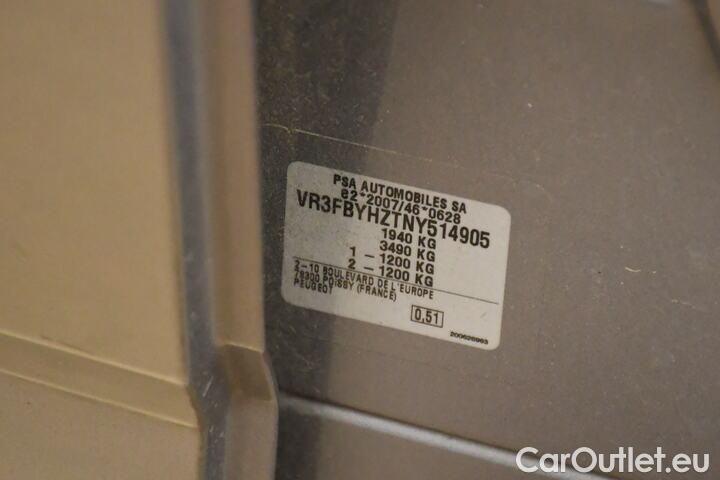 PSA AUTOMOBILES SA
e2*2007/46*0628
VR3FBYHZTNY514905
1940 KG
3490 KG
1 - 1200 KG
2 - 1200 KG
2-10 BOULEVARD DE L'EUROPE
78300 POISSY (FRANCE)
PEUGEOT
0,51
200628963
CarOutlet.eu